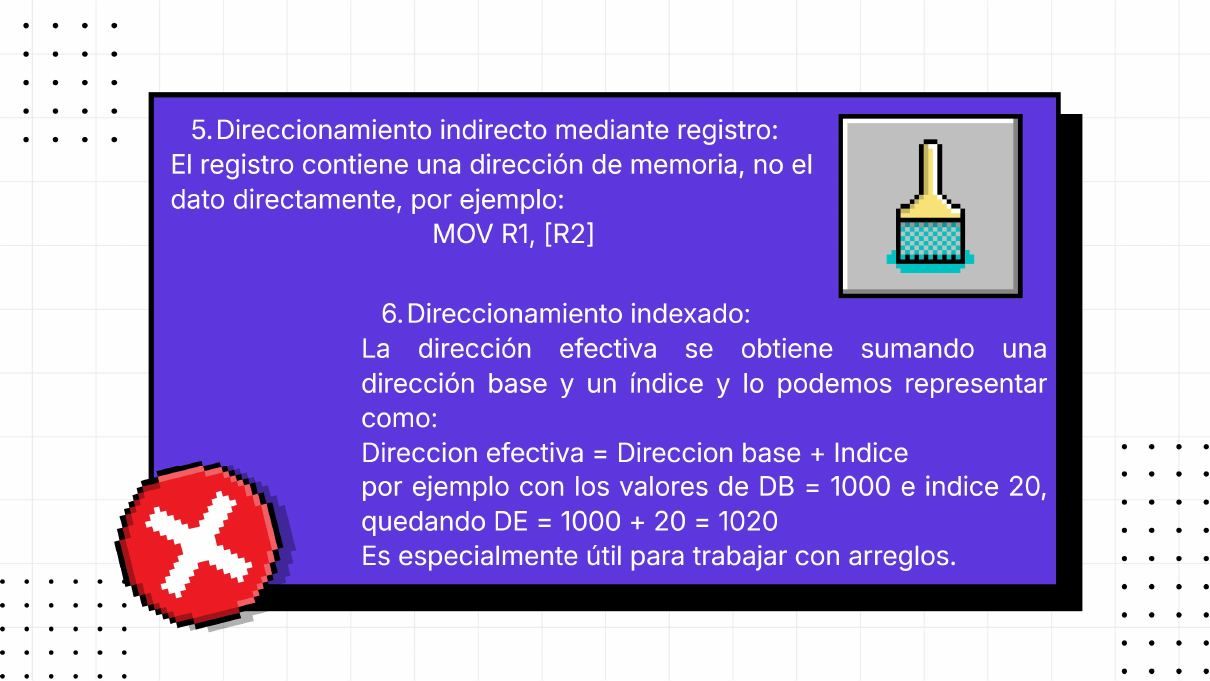 5. Direccionamiento indirecto mediante registro:
El registro contiene una dirección de memoria, no el
dato directamente, por ejemplo:
MOV R1, [R2]
6. Direccionamiento indexado:
La dirección efectiva se obtiene sumando una
dirección base y un índice y lo podemos representar
como:
Direccion efectiva = Direccion base + Indice
por ejemplo con los valores de DB = 1000 e indice 20,
quedando DE = 1000 + 20 = 1020
Es especialmente útil para trabajar con arreglos.